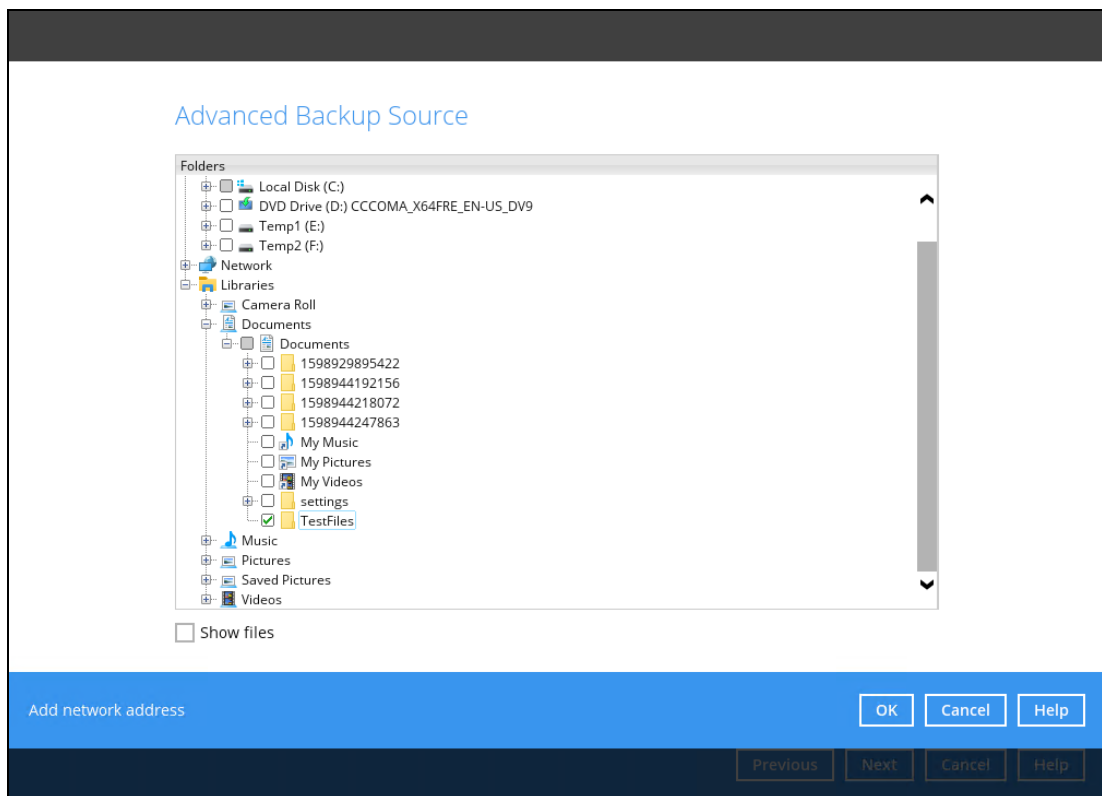 Advanced Backup Source
Folders
Local Disk (C:)
DVD Drive (D:) CCCOMA_X64FRE_EN-US_DV9
Temp1 (E:)
Temp2 (F:)
Network
Libraries
Camera Roll
Documents
Documents
1598929895422
1598944192156
1598944218072
1598944247863
My Music
My Pictures
My Videos
settings
TestFiles
Music
Pictures
Saved Pictures
Videos
Show files
Add network address OK Cancel Help
Previous Next Cancel Help